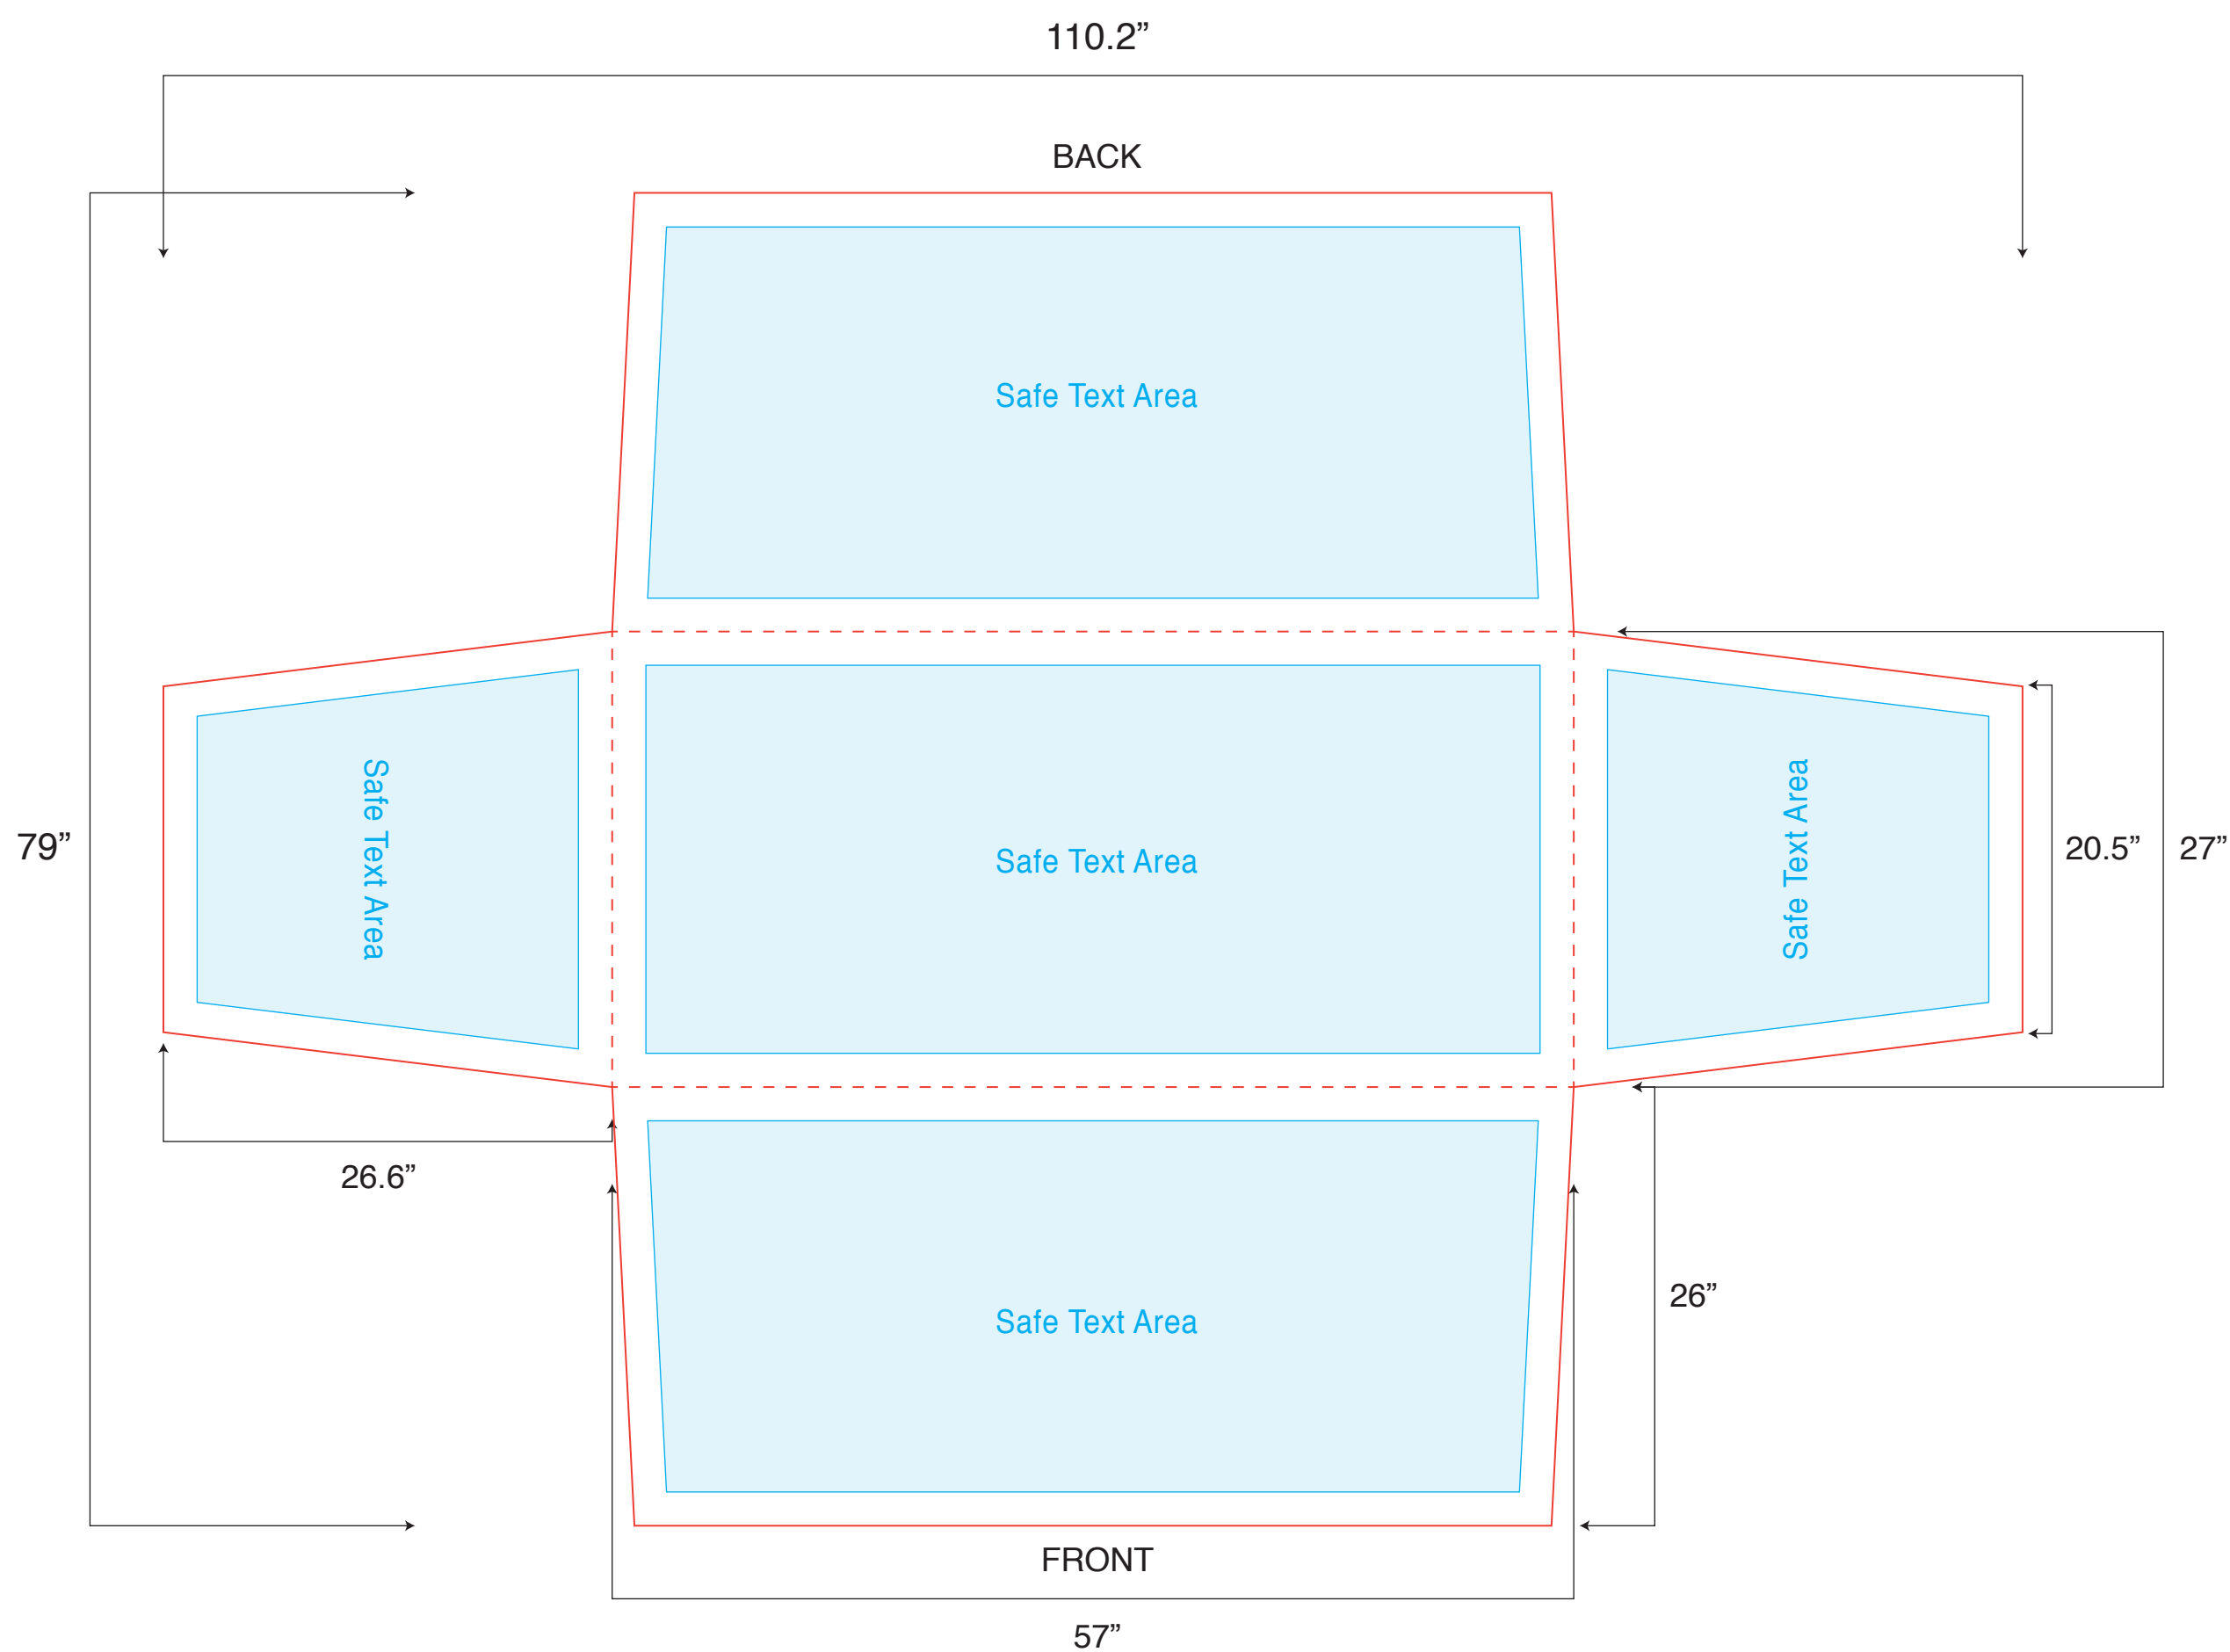 110.2”
BACK
Safe Text Area
Safe Text Area
Safe Text Area
Safe Text Area
79”
20.5”
27”
26.6”
26”
Safe Text Area
FRONT
57”